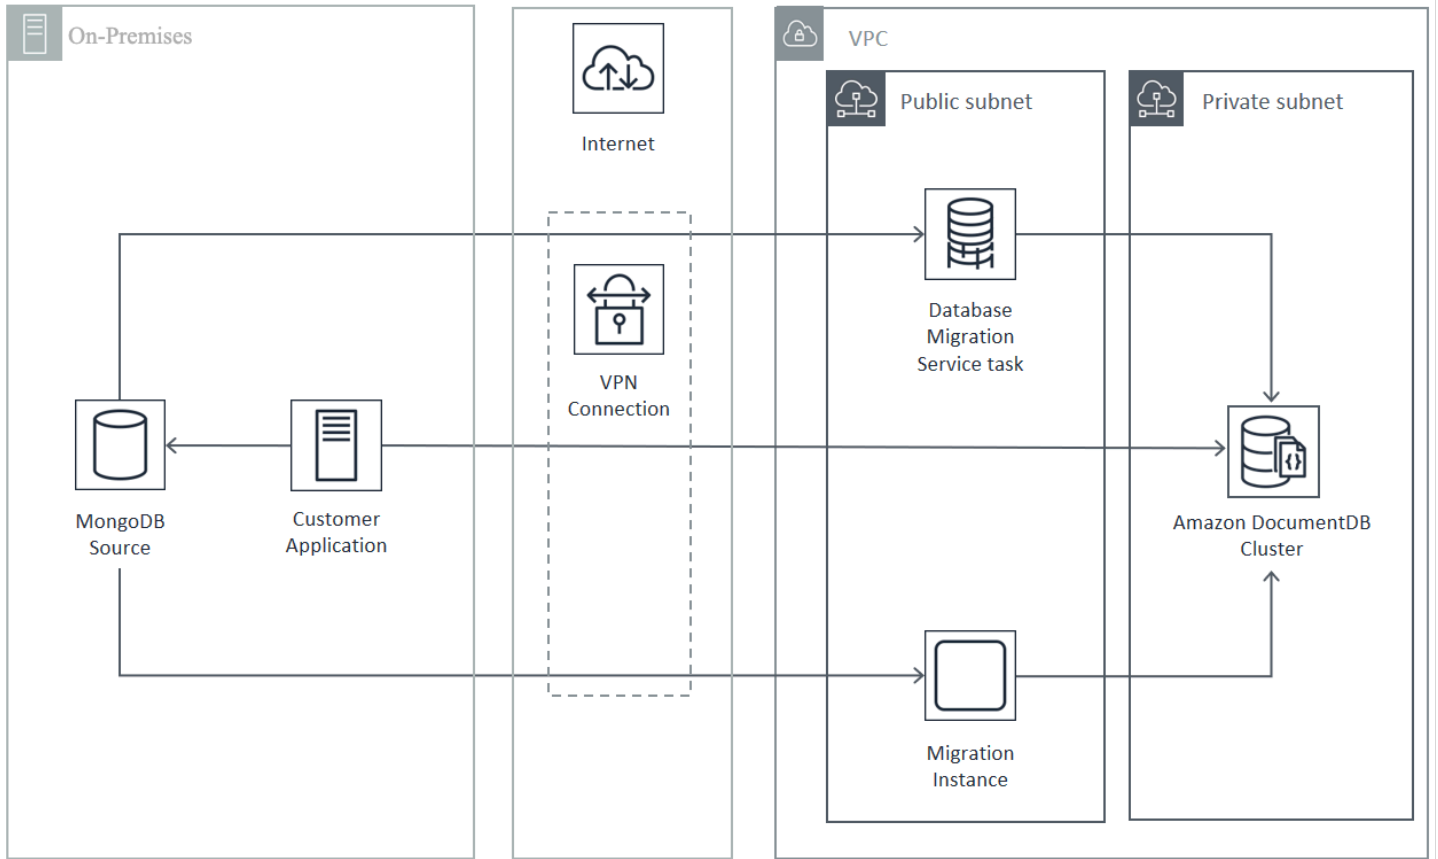 On-Premises
Internet
VPC
Public subnet
Private subnet
Database
Migration
Service task
VPN
Connection
MongoDB
Source
Customer
Application
Amazon DocumentDB
Cluster
{}
Migration
Instance